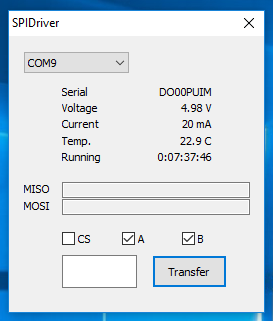 SPIDriver
COM9
Serial DO00PUIM
Voltage 4.98 V
Current 20 mA
Temp. 22.9 C
Running 0:07:37:46
MISO
MOSI
CS A B
Transfer